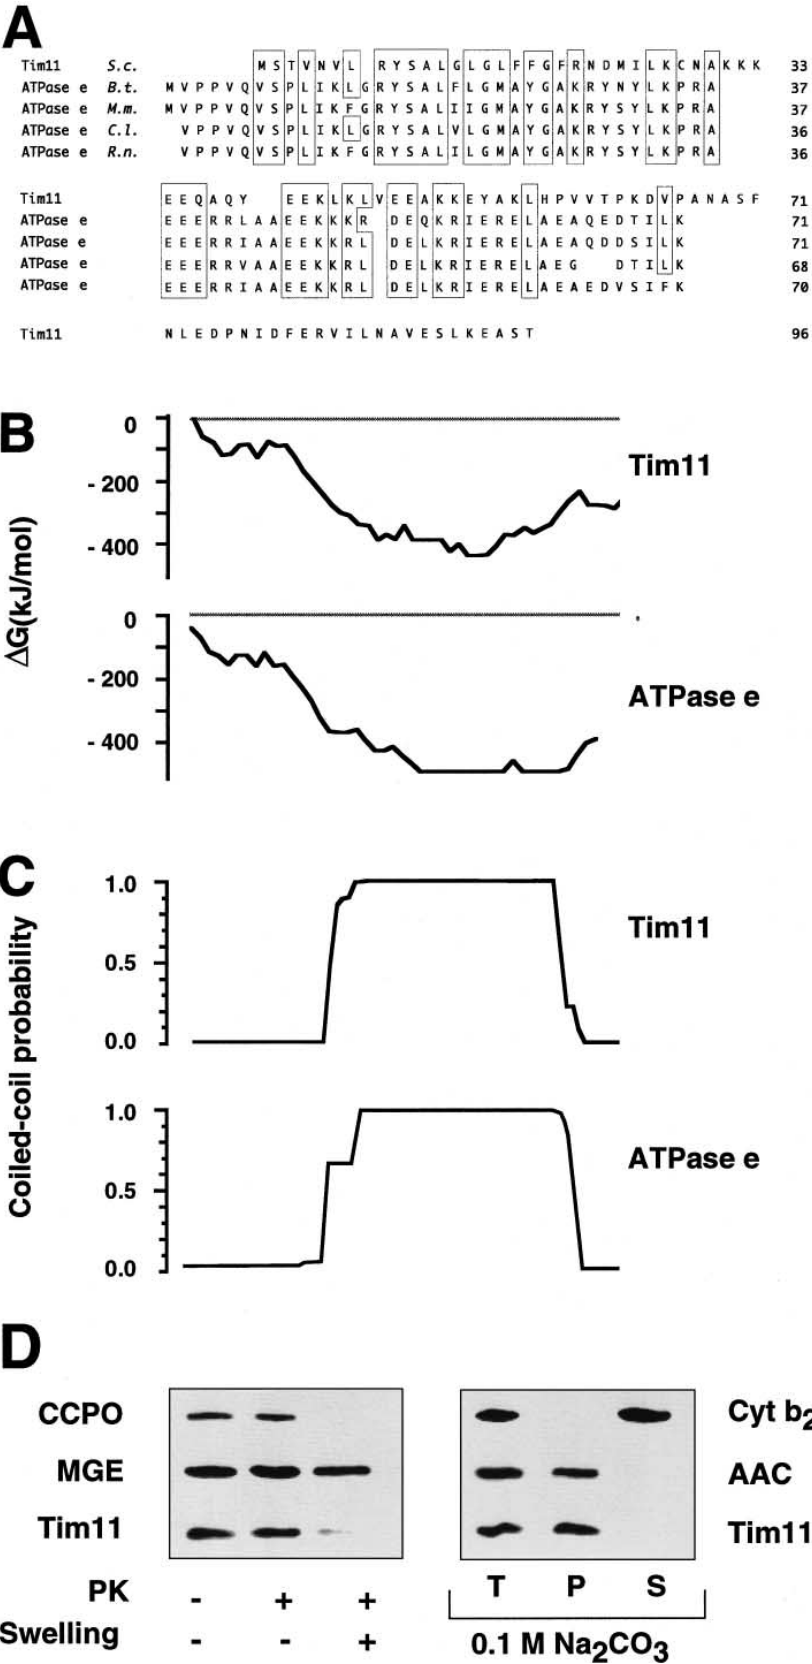 A
Tim11 S.c. M S T V N V L R Y S A L G L G L F F G F R N D M I L K C N A K K K 33
ATPase e B.t. M V P P V Q V S P L I K L G R Y S A L F L G M A Y G A K R Y N Y L K P R A 37
ATPase e M.m. M V P P V Q V S P L I K F G R Y S A L I I G M A Y G A K R Y S Y L K P R A 37
ATPase e C.l. V P P V Q V S P L I K L G R Y S A L V L G M A Y G A K R Y S Y L K P R A 36
ATPase e R.n. V P P V Q V S P L I K F G R Y S A L I L G M A Y G A K R Y S Y L K P R A 36
Tim11 E E Q A Q Y E E K L K L V E E A K K E Y A K L H P V V T P K D V P A N A S F 71
ATPase e E E E R R L A A E E K K K R D E Q K R I E R E L A E A Q E D T I L K 71
ATPase e E E E R R I A A E E K K R L D E L K R I E R E L A E A Q D D S I L K 71
ATPase e E E E R R V A A E E K K R L D E L K R I E R E L A E G D T I L K 68
ATPase e E E E R R I A A E E K K R L D E L K R I E R E L A E A E D V S I F K 70
Tim11 N L E D P N I D F E R V I L N A V E S L K E A S T 96
B
0
- 200
- 400
Tim11
ΔG(kJ/mol)
0
- 200
- 400
ATPase e
C
1.0
0.5
0.0
Tim11
Coiled-coil probability
1.0
0.5
0.0
ATPase e
D
CCPO
MGE
Tim11
PK - + +
Swelling - - +
Cyt b2
AAC
Tim11
T P S
0.1 M Na2CO3